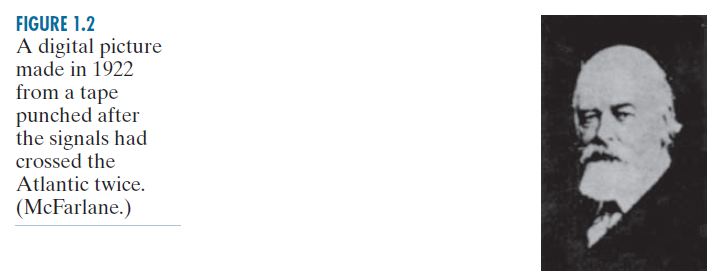 FIGURE 1.2
A digital picture
made in 1922
from a tape
punched after
the signals had
crossed the
Atlantic twice.
(McFarlane.)